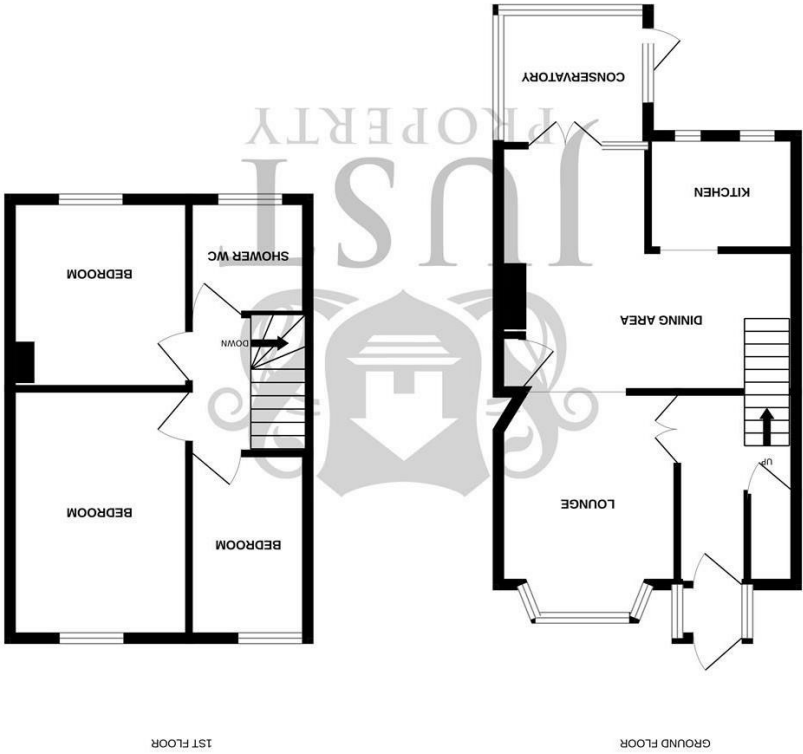 GROUND FLOOR
UP
LOUNGE
DINING AREA
KITCHEN
CONSERVATORY
1ST FLOOR
BEDROOM
BEDROOM
DOWN
SHOWER WC
BEDROOM
JUST
PROPERTY